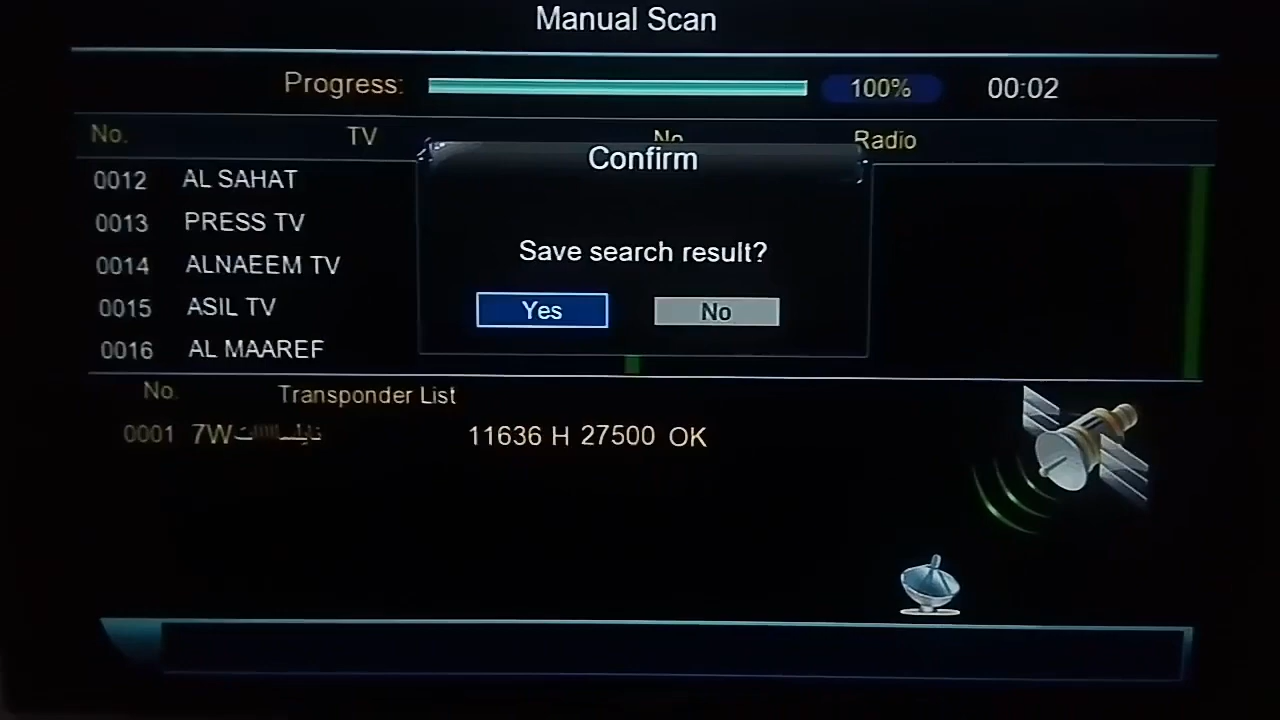 Manual Scan
Progress: 100% 00:02
No. TV No. Radio
Confirm
0012 AL SAHAT
0013 PRESS TV
0014 ALNAEEM TV
0015 ASIL TV
0016 AL MAAREF
Save search result?
Yes No
No. Transponder List
0001 7W 11636 H 27500 OK